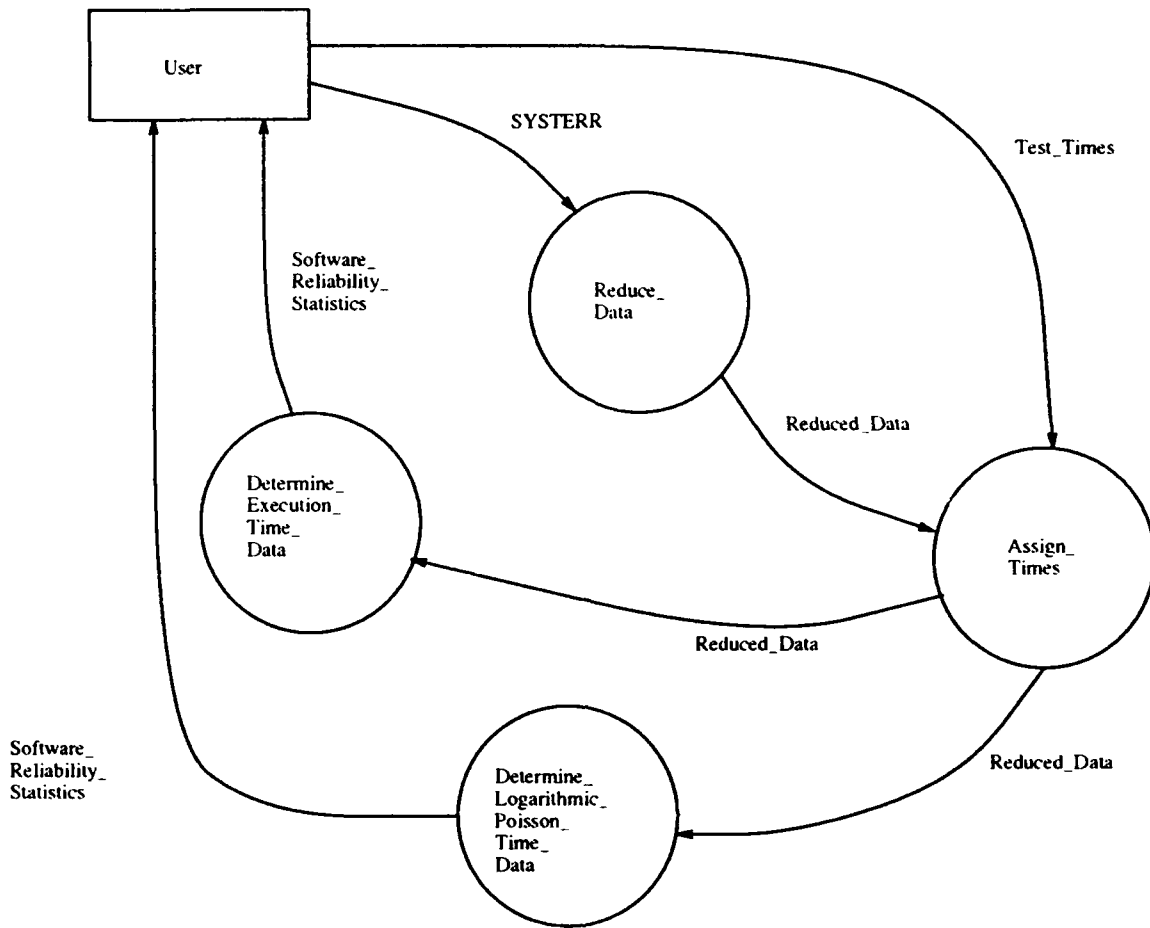 User
SYSTERR
Test_Times
Software_
Reliability_
Statistics
Reduce_
Data
Reduced_Data
Determine_
Execution_
Time_
Data
Assign_
Times
Reduced_Data
Software_
Reliability_
Statistics
Reduced_Data
Determine_
Logarithmic_
Poisson_
Time_
Data